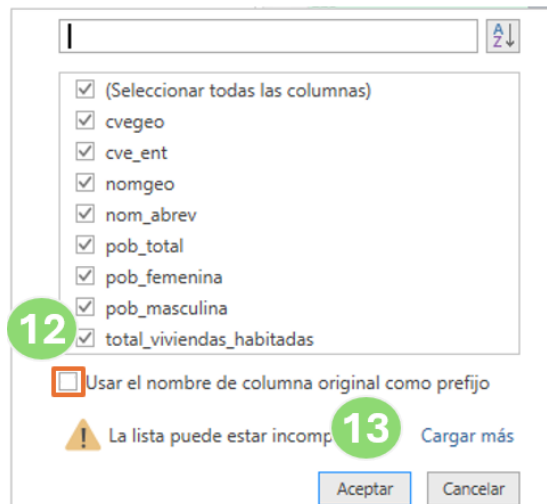 (Seleccionar todas las columnas)
cvegeo
cve_ent
nomgeo
nom_abrev
pob_total
pob_femenina
pob_masculina
12
total_viviendas_habitadas
Usar el nombre de columna original como prefijo
La lista puede estar incomp
13
Cargar más
Aceptar Cancelar